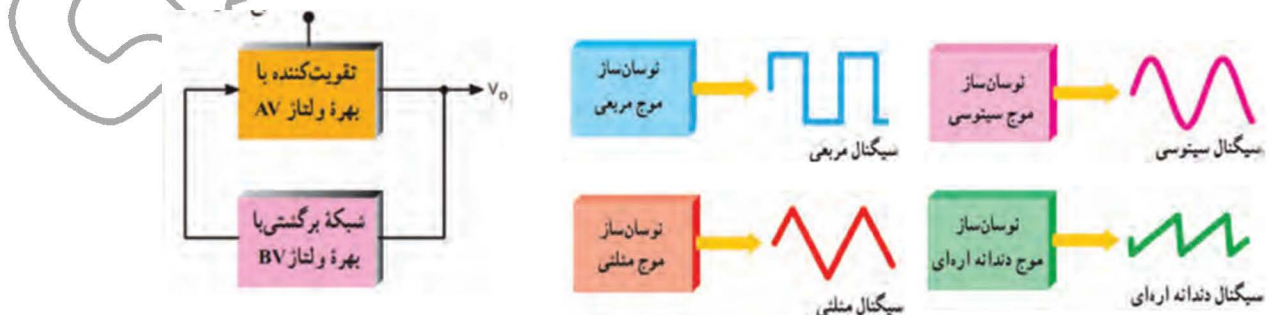 تقویت‌کننده با
بهرهٔ ولتاژ AV
Vo
شبکهٔ برگشتی با
بهرهٔ ولتاژ BV
نوسان‌ساز
موج سینوسی
سیگنال سینوسی
نوسان‌ساز
موج مربعی
سیگنال مربعی
نوسان‌ساز
موج دندانه اره‌ای
سیگنال دندانه اره‌ای
نوسان‌ساز
موج مثلثی
سیگنال مثلثی